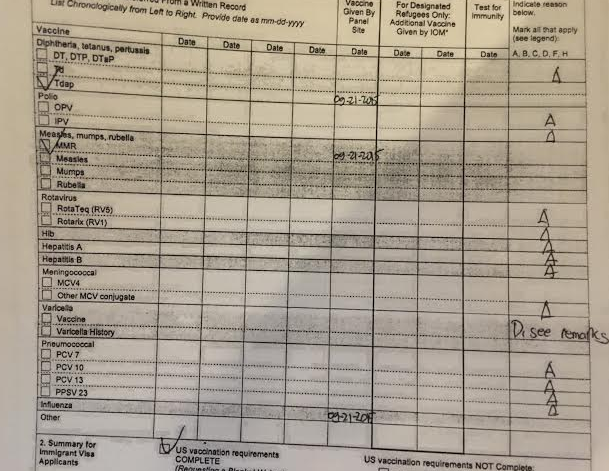 From a Written Record
List Chronologically from Left to Right. Provide date as mm-dd-yyyy
Vaccine Given By Panel Site
For Designated Refugees Only: Additional Vaccine Given by IOM*
Test for Immunity
Indicate reason below.
Mark all that apply (see legend):
Vaccine Date Date Date Date Date Date Date Date A, B, C, D, F, H
Diphtheria, tetanus, pertussis
DT, DTP, DTaP A
Td
Tdap 09-21-2015
Polio
OPV
IPV A
Measles, mumps, rubella A
MMR 09-21-2015
Measles
Mumps
Rubella
Rotavirus
RotaTeq (RV5) A
Rotarix (RV1)
Hib A
Hepatitis A A
Hepatitis B A
Meningococcal
MCV4
Other MCV conjugate A
Varicella
Vaccine D, see remarks
Varicella History
Pneumococcal
PCV 7
PCV 10 A
PCV 13 A
PPSV 23 A
Influenza A
Other
2. Summary for Immigrant Visa Applicants
US vaccination requirements COMPLETE
US vaccination requirements NOT Complete: